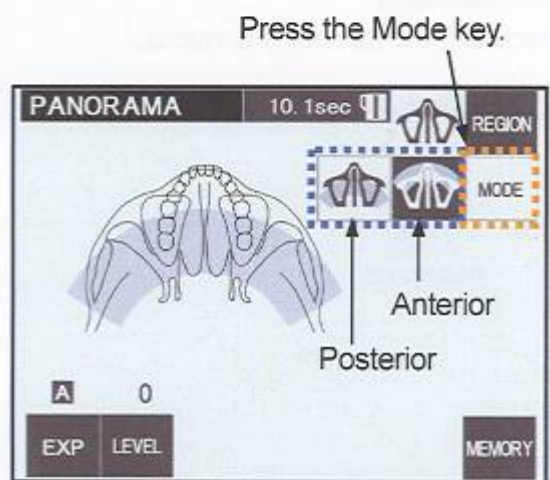 Press the Mode key.
PANORAMA 10. 1sec REGION
MODE
Anterior
Posterior
A 0
EXP LEVEL MEMORY